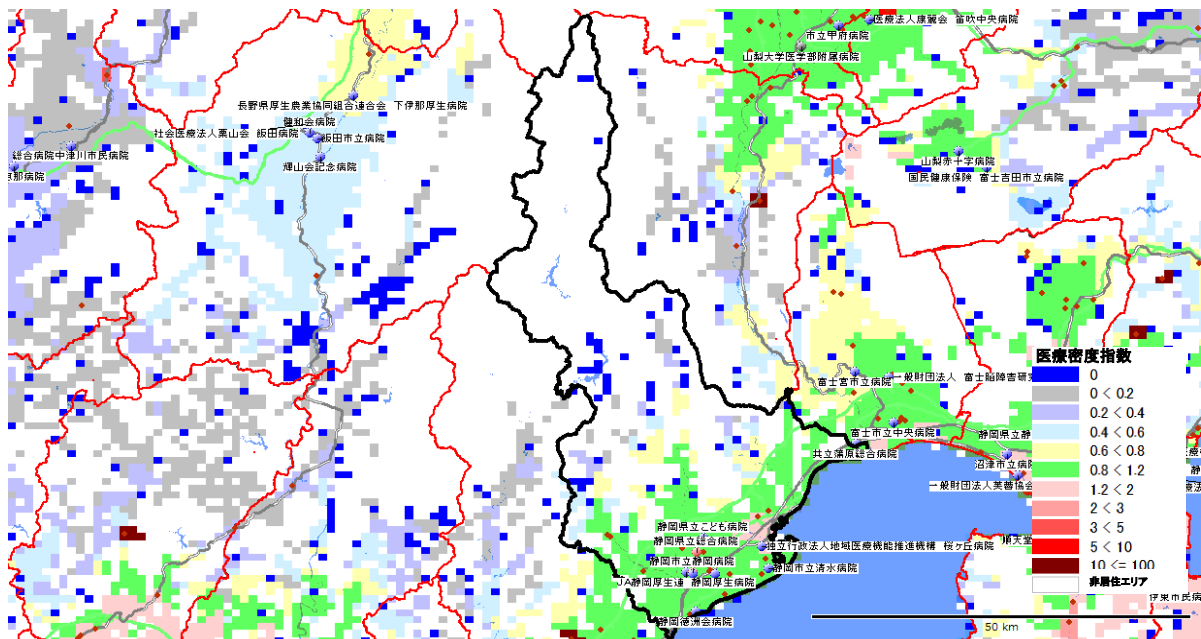 医療法人康麗会 笛吹中央病院
市立甲府病院
山梨大学医学部附属病院
長野県厚生農業協同組合連合会 下伊那厚生病院
健和会病院
社会医療法人栗山会 飯田病院
飯田市立病院
総合病院中津川市民病院
輝山会記念病院
那病院
山梨赤十字病院
国民健康保険 富士吉田市立病院
医療密度指数
0
0 < 0.2
0.2 < 0.4
0.4 < 0.6
0.6 < 0.8
0.8 < 1.2
1.2 < 2
2 < 3
3 < 5
5 < 10
10 <= 100
非居住エリア
富士宮市立病院
一般財団法人 富士脳障害研究
富士市立中央病院
静岡県立静
共立蒲原総合病院
沼津市立病院
一般財団法人芙蓉協会
静岡県立こども病院
静岡県立総合病院
順天堂
独立行政法人地域医療機能推進機構 桜ヶ丘病院
静岡市立静岡病院
静岡市立清水病院
JA静岡厚生連 静岡厚生病院
伊東市民病
静岡徳洲会病院
50 km